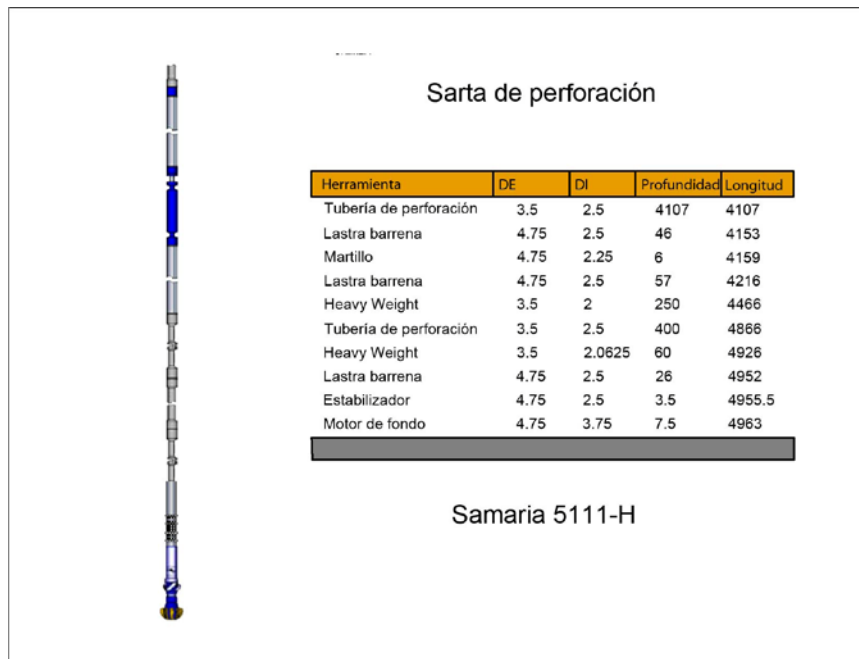 Sarta de perforación
Herramienta DE DI Profundidad Longitud
Tubería de perforación 3.5 2.5 4107 4107
Lastra barrena 4.75 2.5 46 4153
Martillo 4.75 2.25 6 4159
Lastra barrena 4.75 2.5 57 4216
Heavy Weight 3.5 2 250 4466
Tubería de perforación 3.5 2.5 400 4866
Heavy Weight 3.5 2.0625 60 4926
Lastra barrena 4.75 2.5 26 4952
Estabilizador 4.75 2.5 3.5 4955.5
Motor de fondo 4.75 3.75 7.5 4963
Samaria 5111-H